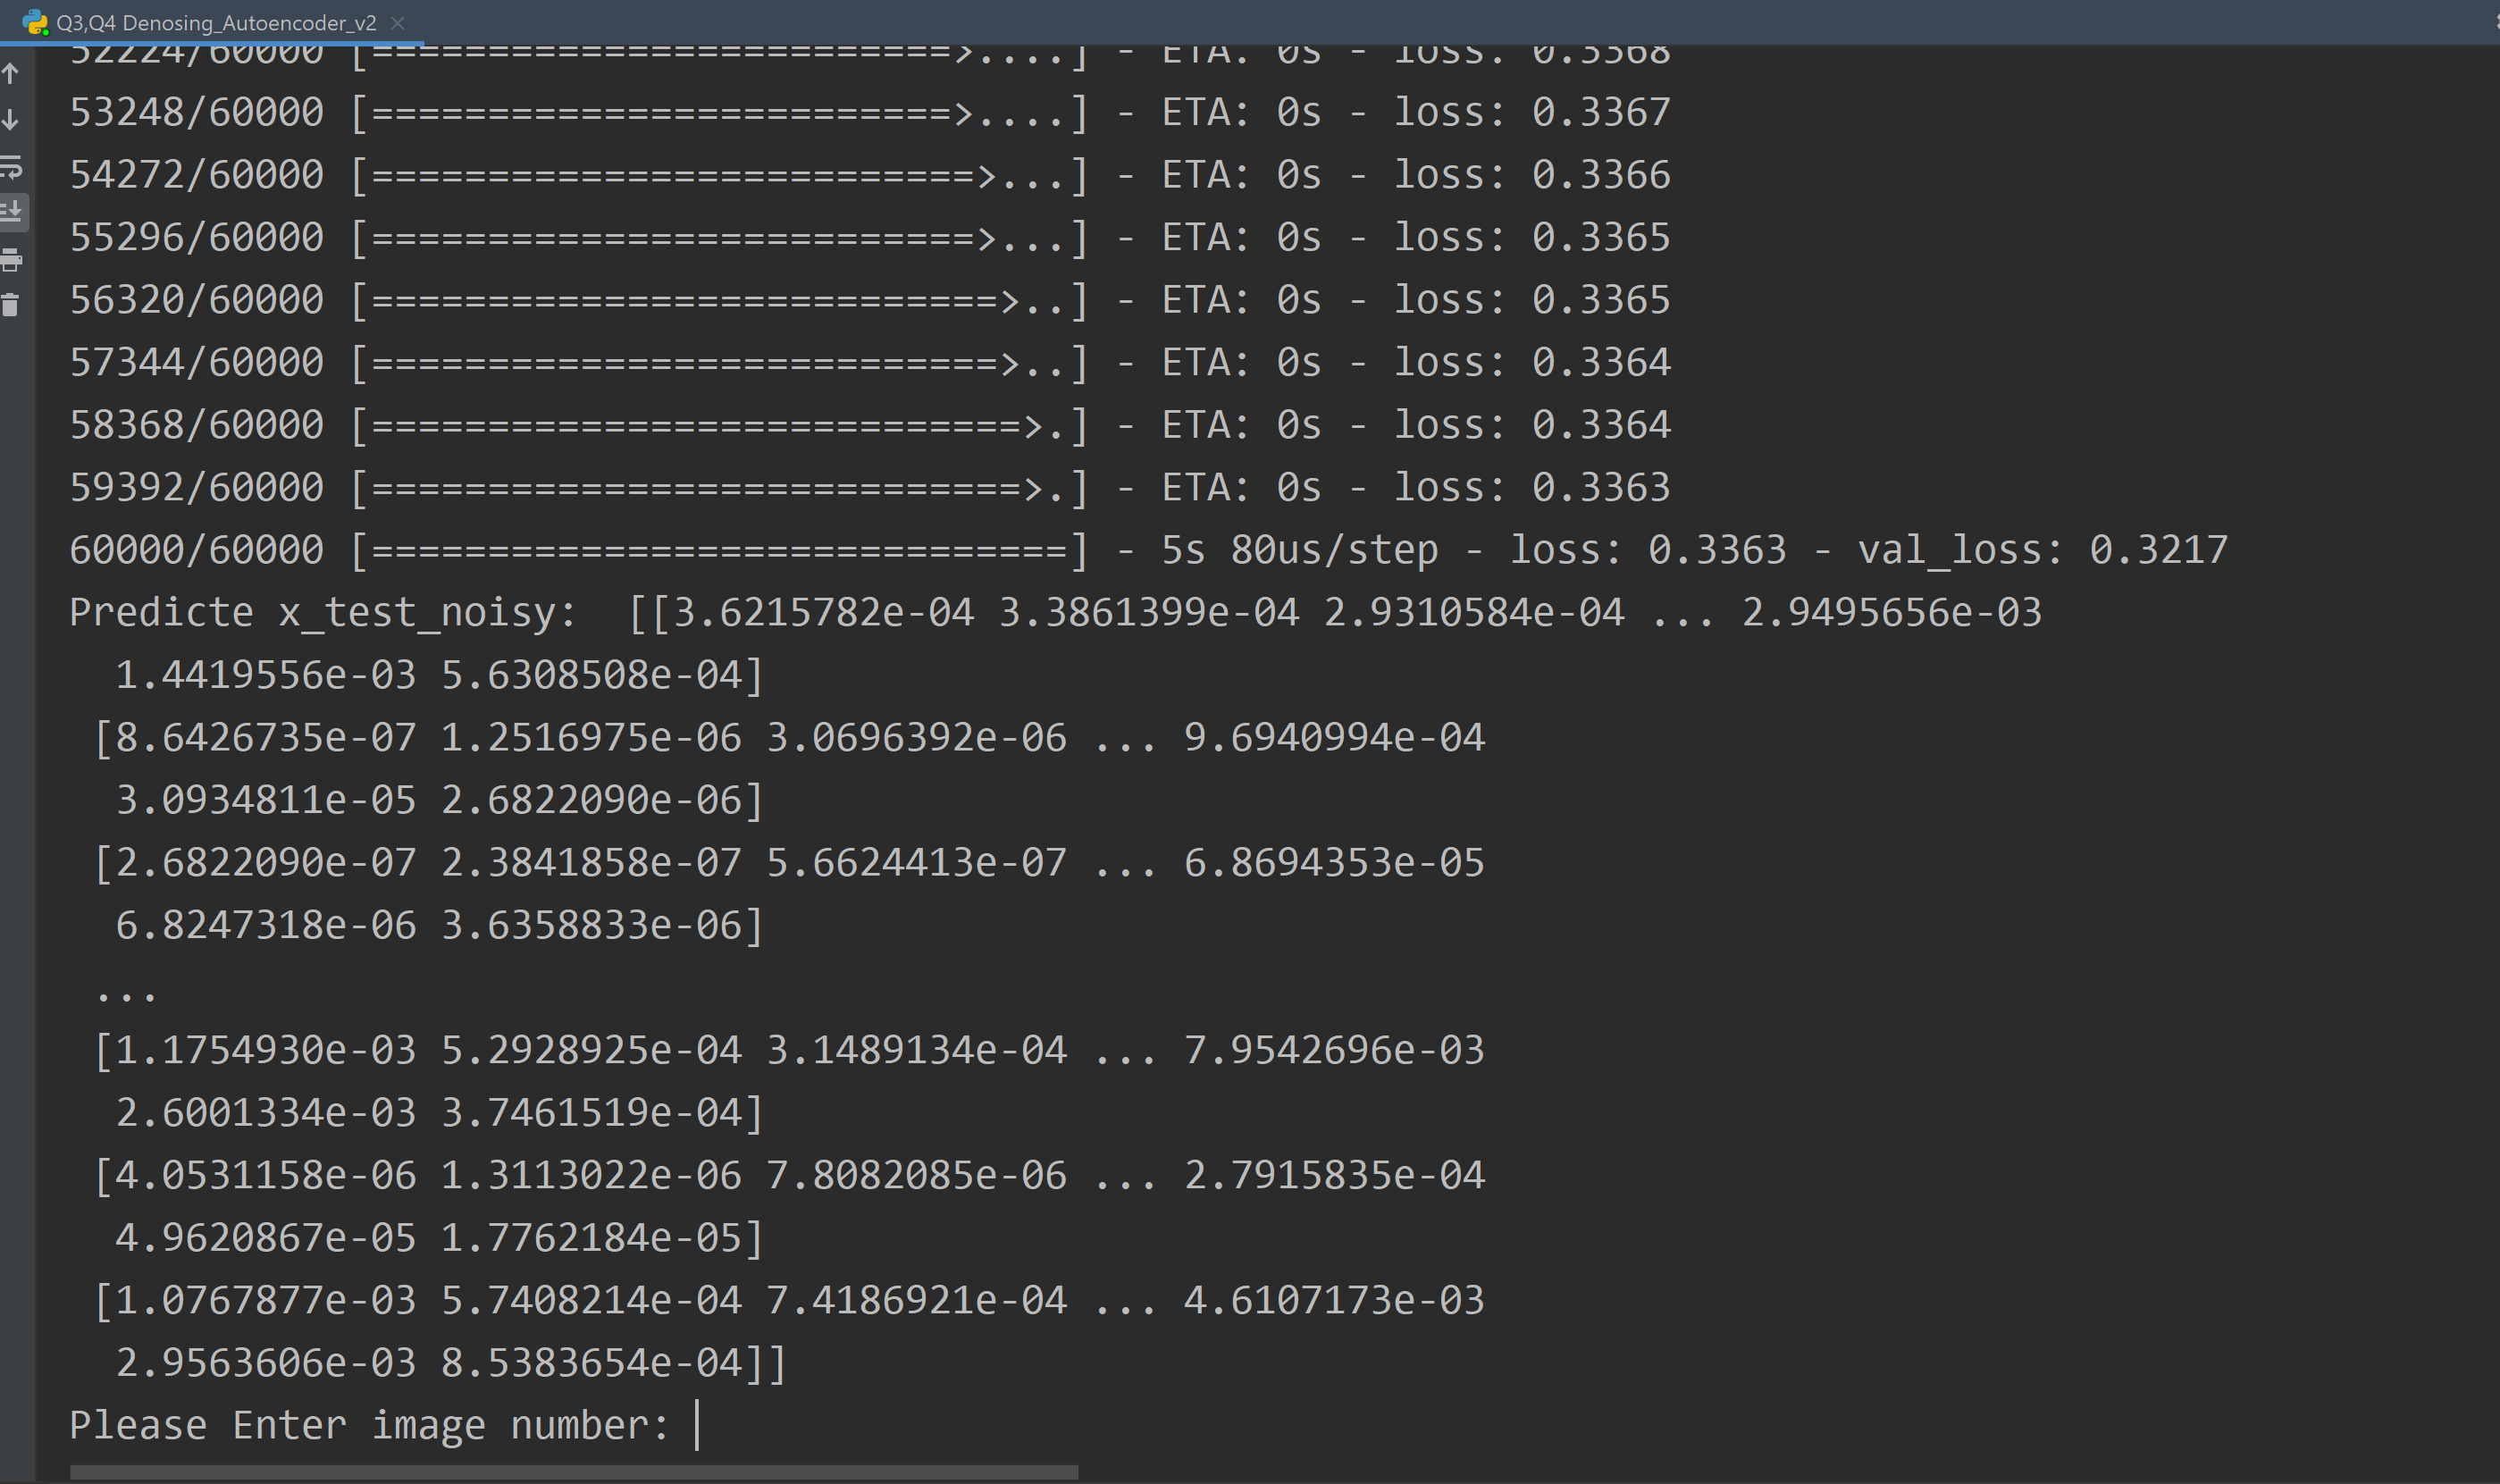 Q3,Q4 Denosing_Autoencoder_v2
52224/60000 [=========================>....] - ETA: 0s - loss: 0.3368
53248/60000 [=========================>....] - ETA: 0s - loss: 0.3367
54272/60000 [==========================>...] - ETA: 0s - loss: 0.3366
55296/60000 [==========================>...] - ETA: 0s - loss: 0.3365
56320/60000 [===========================>..] - ETA: 0s - loss: 0.3365
57344/60000 [===========================>..] - ETA: 0s - loss: 0.3364
58368/60000 [============================>.] - ETA: 0s - loss: 0.3364
59392/60000 [============================>.] - ETA: 0s - loss: 0.3363
60000/60000 [==============================] - 5s 80us/step - loss: 0.3363 - val_loss: 0.3217
Predicte x_test_noisy:  [[3.6215782e-04 3.3861399e-04 2.9310584e-04 ... 2.9495656e-03
  1.4419556e-03 5.6308508e-04]
 [8.6426735e-07 1.2516975e-06 3.0696392e-06 ... 9.6940994e-04
  3.0934811e-05 2.6822090e-06]
 [2.6822090e-07 2.3841858e-07 5.6624413e-07 ... 6.8694353e-05
  6.8247318e-06 3.6358833e-06]
 ...
 [1.1754930e-03 5.2928925e-04 3.1489134e-04 ... 7.9542696e-03
  2.6001334e-03 3.7461519e-04]
 [4.0531158e-06 1.3113022e-06 7.8082085e-06 ... 2.7915835e-04
  4.9620867e-05 1.7762184e-05]
 [1.0767877e-03 5.7408214e-04 7.4186921e-04 ... 4.6107173e-03
  2.9563606e-03 8.5383654e-04]]
Please Enter image number: